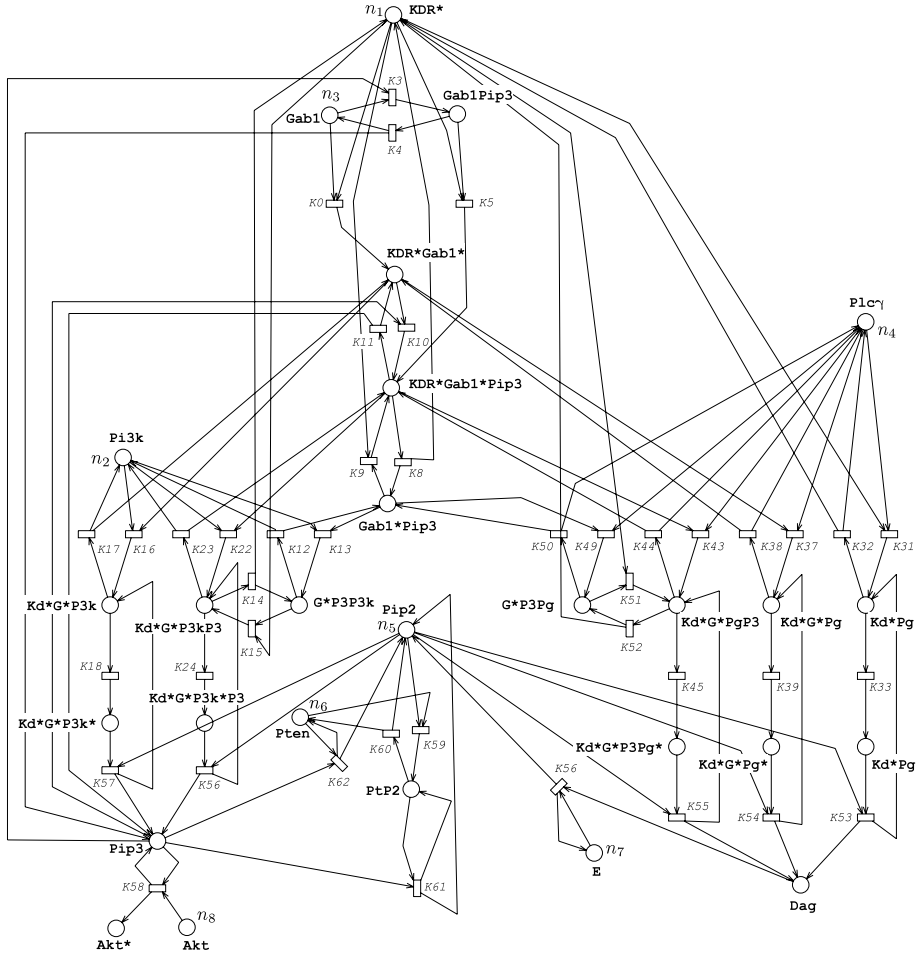 n1 KDR*
K3
n3 Gab1Pip3
Gab1
K4
K0 K5
KDR*Gab1*
Plcγ
n4
K11 K10
KDR*Gab1*Pip3
Pi3k
n2
K9 K8
Gab1*Pip3
K17 K16 K23 K22 K12 K13 K50 K49 K44 K43 K38 K37 K32 K31
K14 K51
Kd*G*P3k G*P3P3k G*P3Pg
Pip2
Kd*G*PgP3 Kd*G*Pg Kd*Pg
Kd*G*P3kP3 n5
K15 K52
K18 K24
K45 K39 K33
Kd*G*P3k*P3
n6
Kd*G*P3k*
Pten K60 K59
Kd*G*P3Pg* Kd*G*Pg* Kd*Pg
K57 K56 K62 K56
PtP2
K55 K54 K53
Pip3 n7
E
K58 K61
Dag
n8
Akt* Akt